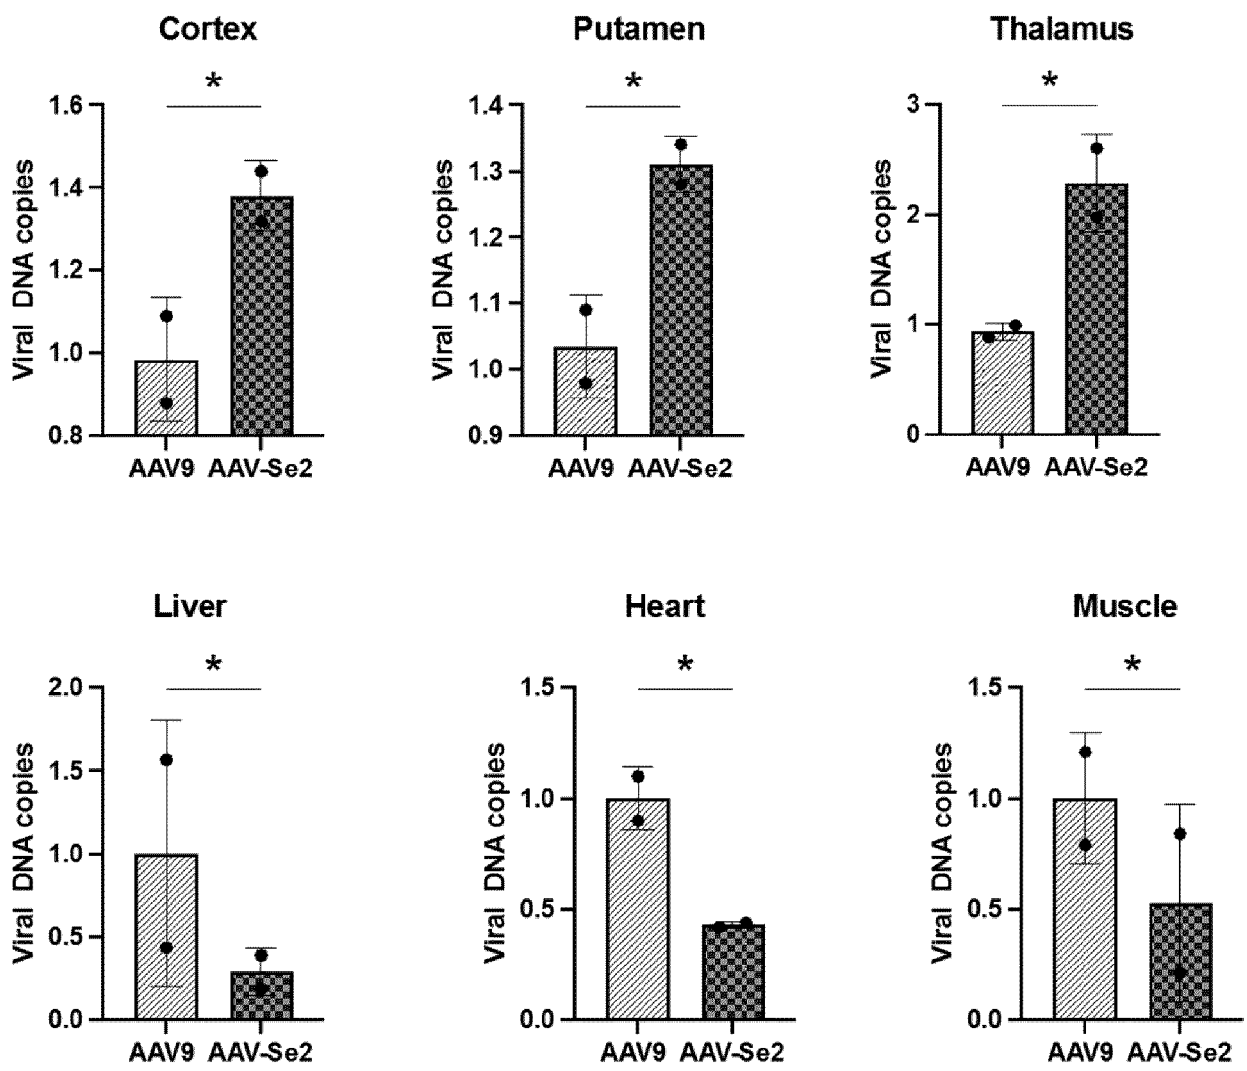 Cortex
*
1.6
1.4
1.2
1.0
0.8
Viral DNA copies
AAV9 AAV-Se2
Putamen
*
1.4
1.3
1.2
1.1
1.0
0.9
Viral DNA copies
AAV9 AAV-Se2
Thalamus
*
3
2
1
0
Viral DNA copies
AAV9 AAV-Se2
Liver
*
2.0
1.5
1.0
0.5
0.0
Viral DNA copies
AAV9 AAV-Se2
Heart
*
1.5
1.0
0.5
0.0
Viral DNA copies
AAV9 AAV-Se2
Muscle
*
1.5
1.0
0.5
0.0
Viral DNA copies
AAV9 AAV-Se2